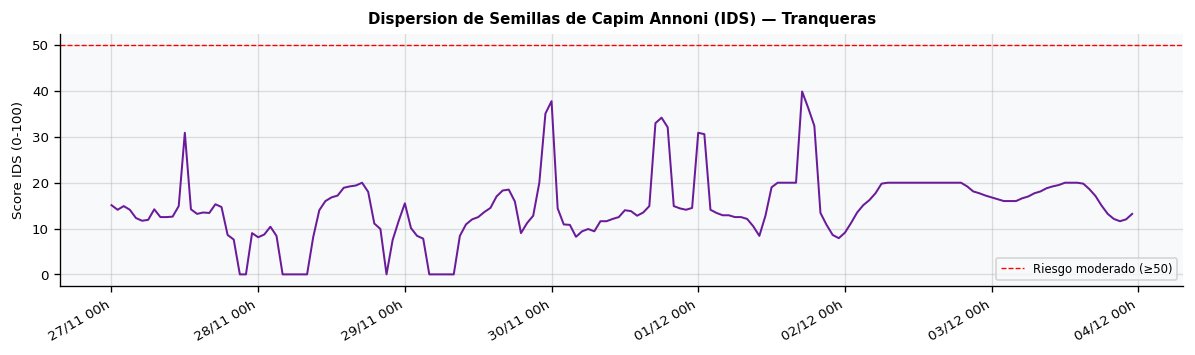 Dispersion de Semillas de Capim Annoni (IDS) — Tranqueras
Score IDS (0-100)
50
40
30
20
10
0
Riesgo moderado (≥50)
27/11 00h
28/11 00h
29/11 00h
30/11 00h
01/12 00h
02/12 00h
03/12 00h
04/12 00h